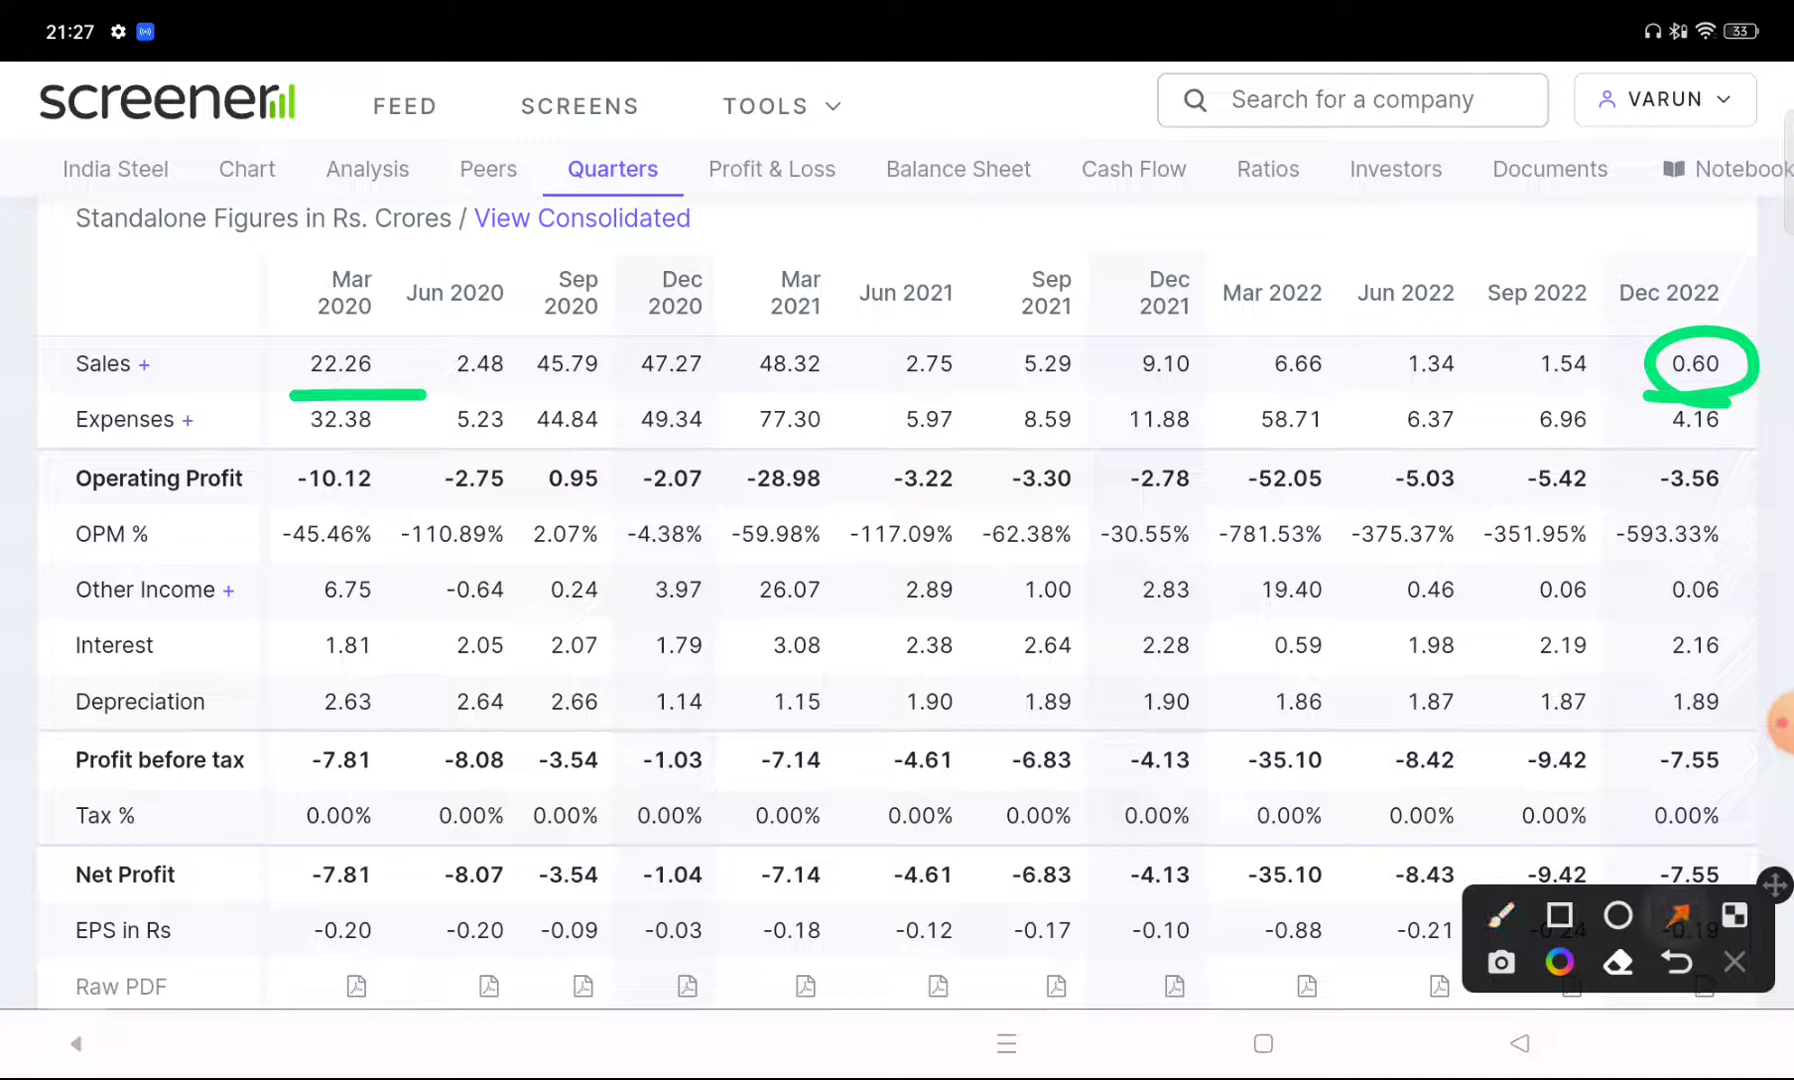 21:27
33
screener
FEED SCREENS TOOLS
Search for a company
VARUN
India Steel Chart Analysis Peers Quarters Profit & Loss Balance Sheet Cash Flow Ratios Investors Documents Notebook
Standalone Figures in Rs. Crores / View Consolidated
Mar 2020 Jun 2020 Sep 2020 Dec 2020 Mar 2021 Jun 2021 Sep 2021 Dec 2021 Mar 2022 Jun 2022 Sep 2022 Dec 2022
Sales + 22.26 2.48 45.79 47.27 48.32 2.75 5.29 9.10 6.66 1.34 1.54 0.60
Expenses + 32.38 5.23 44.84 49.34 77.30 5.97 8.59 11.88 58.71 6.37 6.96 4.16
Operating Profit -10.12 -2.75 0.95 -2.07 -28.98 -3.22 -3.30 -2.78 -52.05 -5.03 -5.42 -3.56
OPM % -45.46% -110.89% 2.07% -4.38% -59.98% -117.09% -62.38% -30.55% -781.53% -375.37% -351.95% -593.33%
Other Income + 6.75 -0.64 0.24 3.97 26.07 2.89 1.00 2.83 19.40 0.46 0.06 0.06
Interest 1.81 2.05 2.07 1.79 3.08 2.38 2.64 2.28 0.59 1.98 2.19 2.16
Depreciation 2.63 2.64 2.66 1.14 1.15 1.90 1.89 1.90 1.86 1.87 1.87 1.89
Profit before tax -7.81 -8.08 -3.54 -1.03 -7.14 -4.61 -6.83 -4.13 -35.10 -8.42 -9.42 -7.55
Tax % 0.00% 0.00% 0.00% 0.00% 0.00% 0.00% 0.00% 0.00% 0.00% 0.00% 0.00% 0.00%
Net Profit -7.81 -8.07 -3.54 -1.04 -7.14 -4.61 -6.83 -4.13 -35.10 -8.43 -9.42 -7.55
EPS in Rs -0.20 -0.20 -0.09 -0.03 -0.18 -0.12 -0.17 -0.10 -0.88 -0.21 -0.24 -0.19
Raw PDF